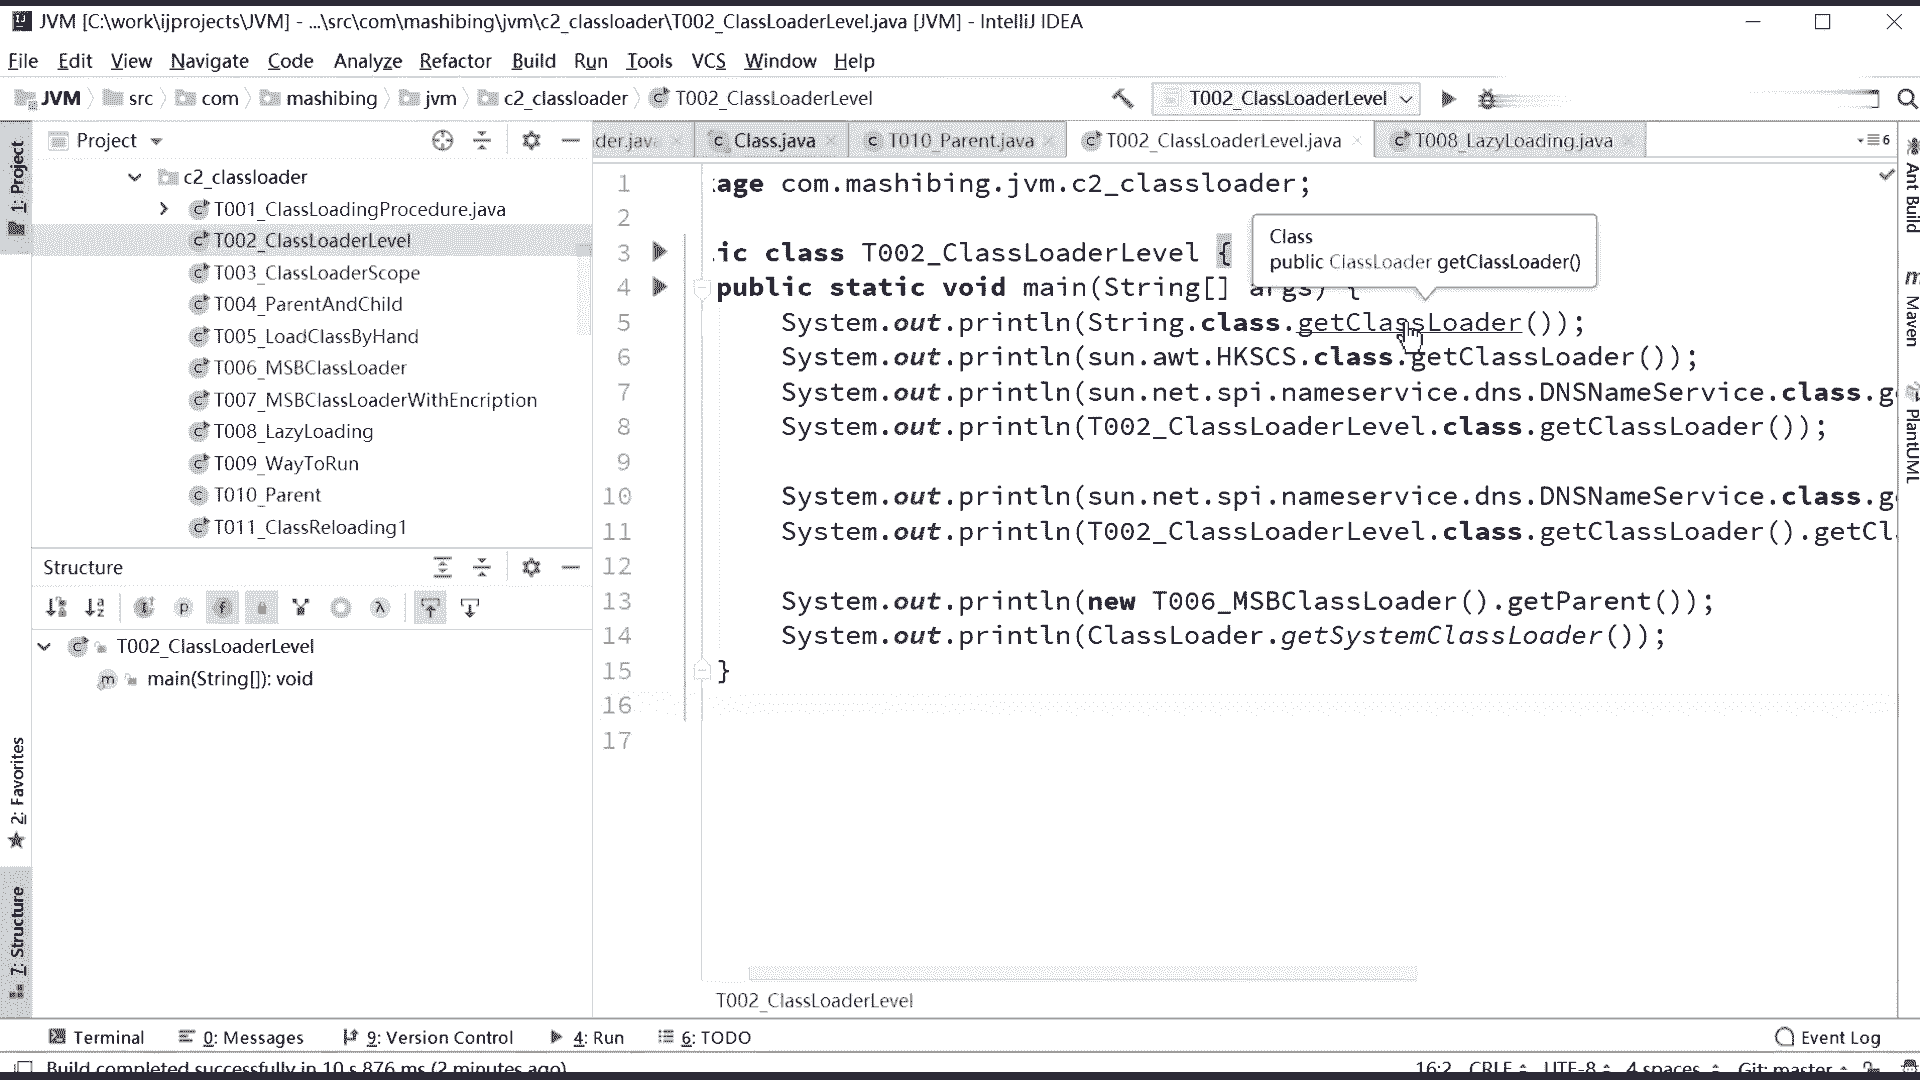 JVM [C:\work\ijprojects\JVM] - ...\src\com\mashibing\jvm\c2_classloader\T002_ClassLoaderLevel.java [JVM] - IntelliJ IDEA
File Edit View Navigate Code Analyze Refactor Build Run Tools VCS Window Help
JVM src com mashibing jvm c2_classloader T002_ClassLoaderLevel
T002_ClassLoaderLevel
Project
der.java Class.java T010_Parent.java T002_ClassLoaderLevel.java T008_LazyLoading.java 6
1: Project
c2_classloader
T001_ClassLoadingProcedure.java
T002_ClassLoaderLevel
T003_ClassLoaderScope
T004_ParentAndChild
T005_LoadClassByHand
T006_MSBClassLoader
T007_MSBClassLoaderWithEncription
T008_LazyLoading
T009_WayToRun
T010_Parent
T011_ClassReloading1
Structure
T002_ClassLoaderLevel
main(String[]): void
2: Favorites
7: Structure
1 age com.mashibing.jvm.c2_classloader;
2
3 ic class T002_ClassLoaderLevel {
4 public static void main(String[] args) {
5 System.out.println(String.class.getClassLoader());
6 System.out.println(sun.awt.HKSCS.class.getClassLoader());
7 System.out.println(sun.net.spi.nameservice.dns.DNSNameService.class.g
8 System.out.println(T002_ClassLoaderLevel.class.getClassLoader());
9
10 System.out.println(sun.net.spi.nameservice.dns.DNSNameService.class.g
11 System.out.println(T002_ClassLoaderLevel.class.getClassLoader().getCl
12
13 System.out.println(new T006_MSBClassLoader().getParent());
14 System.out.println(ClassLoader.getSystemClassLoader());
15 }
16
17
Class
public ClassLoader getClassLoader()
T002_ClassLoaderLevel
Ant Build
Maven
PlantUML
Terminal 0: Messages 9: Version Control 4: Run 6: TODO Event Log
Build completed successfully in 10 s 876 ms (2 minutes ago) 16:2 CRLF UTF-8 4 spaces Git: master